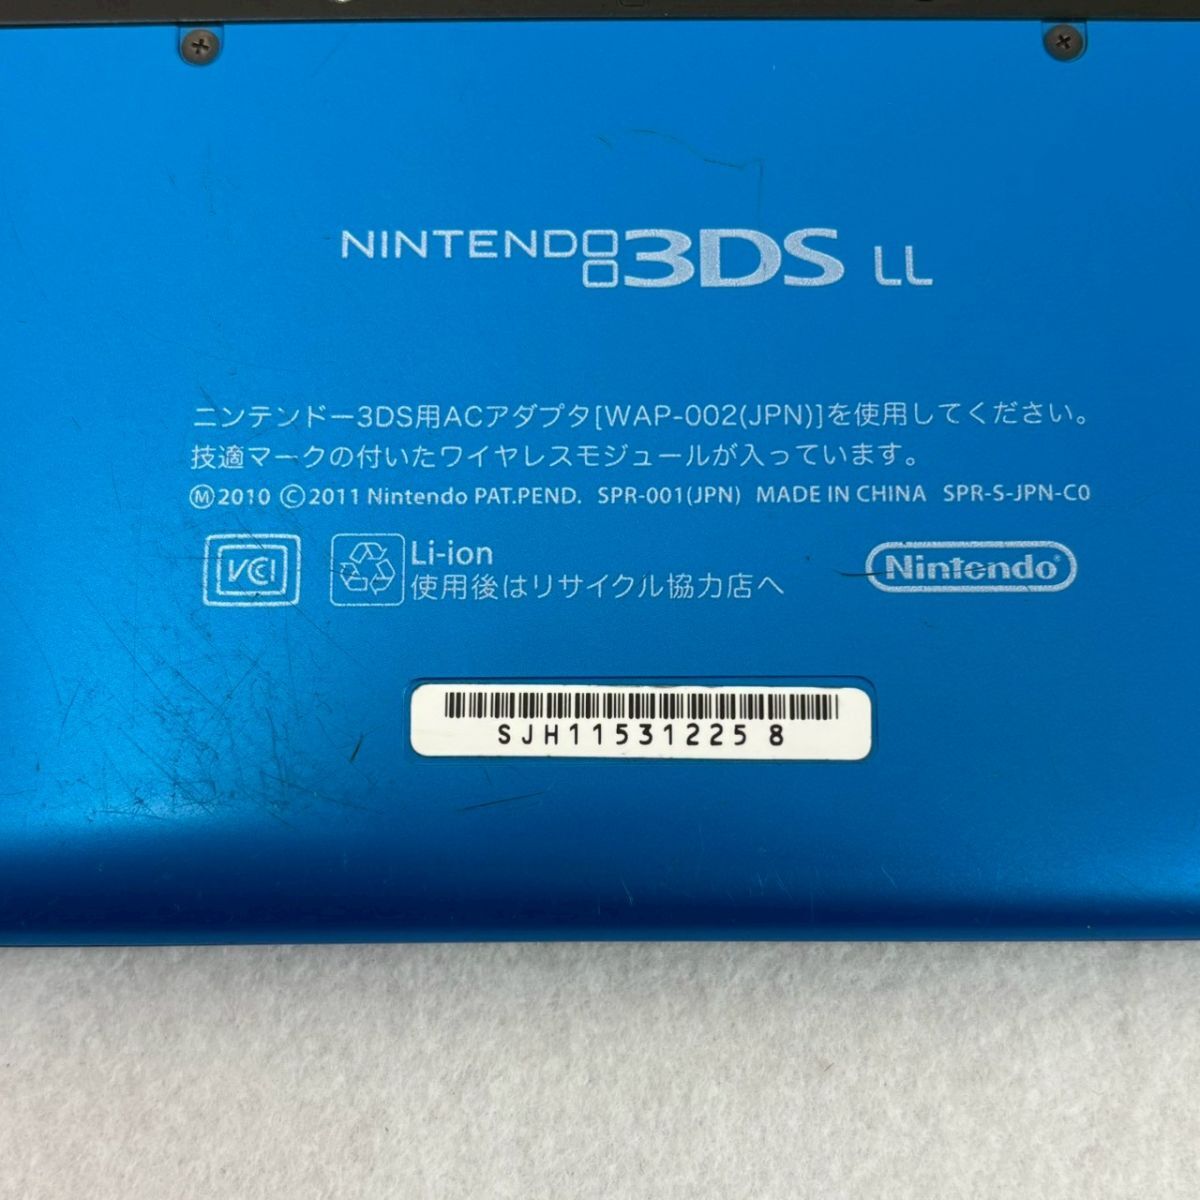 NINTENDO 3DS LL
ニンテンドー3DS用ACアダプタ[WAP-002(JPN)]を使用してください。
技適マークの付いたワイヤレスモジュールが入っています。
Ⓜ2010 ©2011 Nintendo PAT.PEND. SPR-001(JPN) MADE IN CHINA SPR-S-JPN-C0
VCCI
Li-ion
使用後はリサイクル協力店へ
Nintendo®
SJH11531225 8